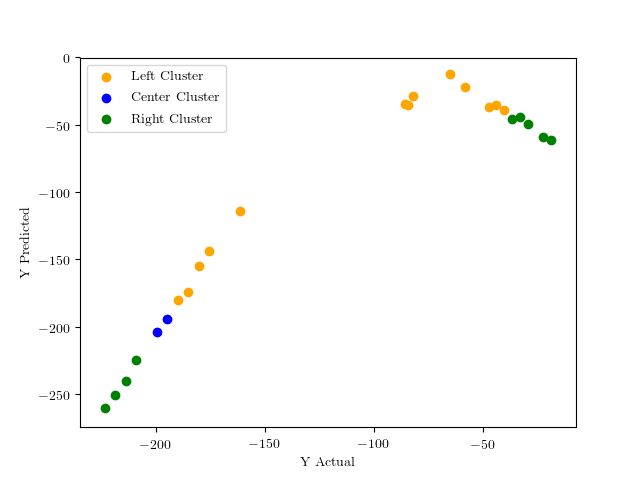 0
−50
−100
−150
−200
−250
Y Predicted
Left Cluster
Center Cluster
Right Cluster
−200
−150
−100
−50
Y Actual